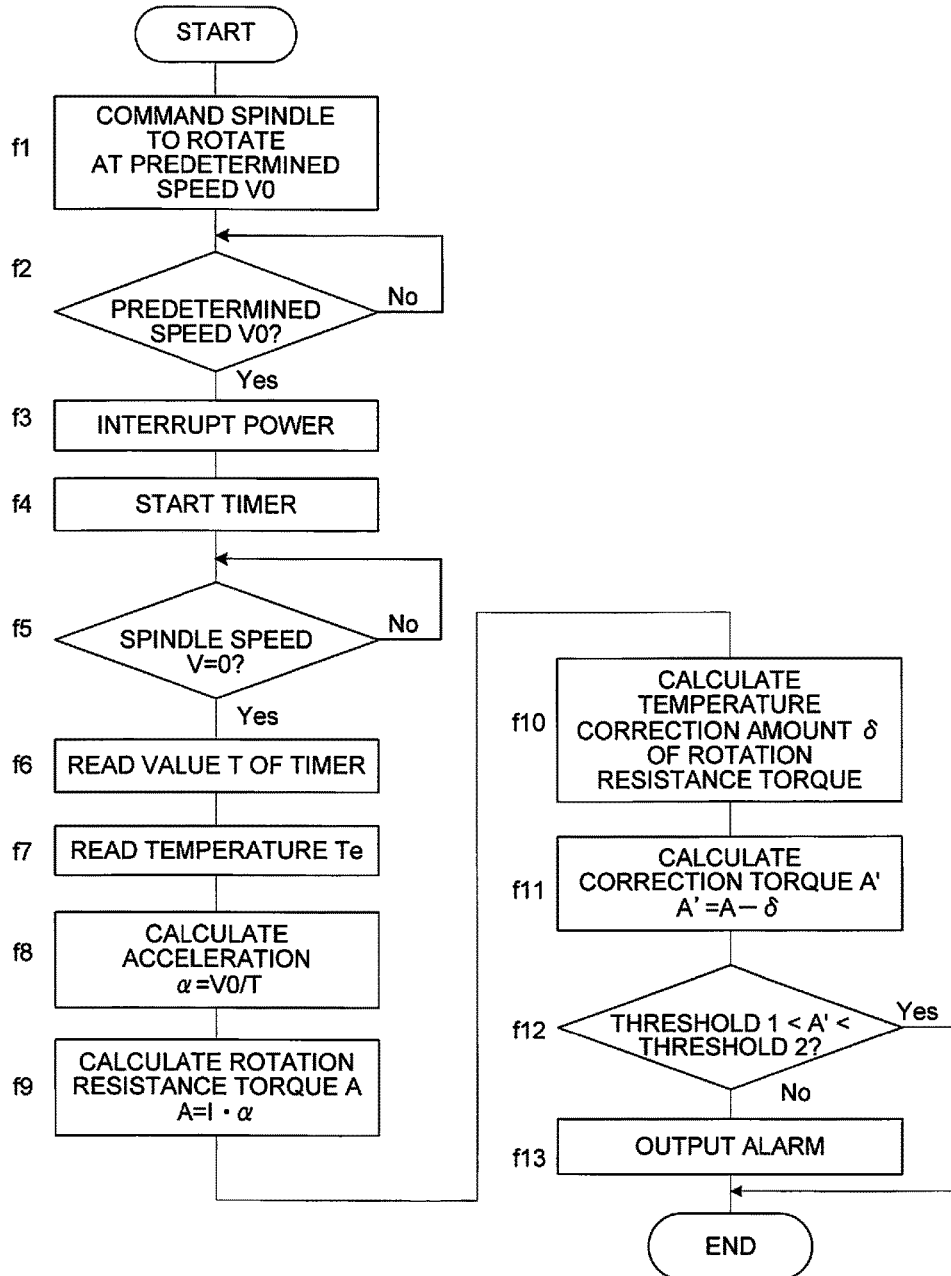 START
f1
COMMAND SPINDLE
TO ROTATE
AT PREDETERMINED
SPEED V0
f2
PREDETERMINED
SPEED V0?
No
Yes
f3
INTERRUPT POWER
f4
START TIMER
f5
SPINDLE SPEED
V=0?
No
Yes
f6
READ VALUE T OF TIMER
f7
READ TEMPERATURE Te
f8
CALCULATE
ACCELERATION
α=V0/T
f9
CALCULATE ROTATION
RESISTANCE TORQUE A
A=I・α
f10
CALCULATE
TEMPERATURE
CORRECTION AMOUNT δ
OF ROTATION
RESISTANCE TORQUE
f11
CALCULATE
CORRECTION TORQUE A'
A'=A−δ
f12
THRESHOLD 1 < A' <
THRESHOLD 2?
Yes
No
f13
OUTPUT ALARM
END